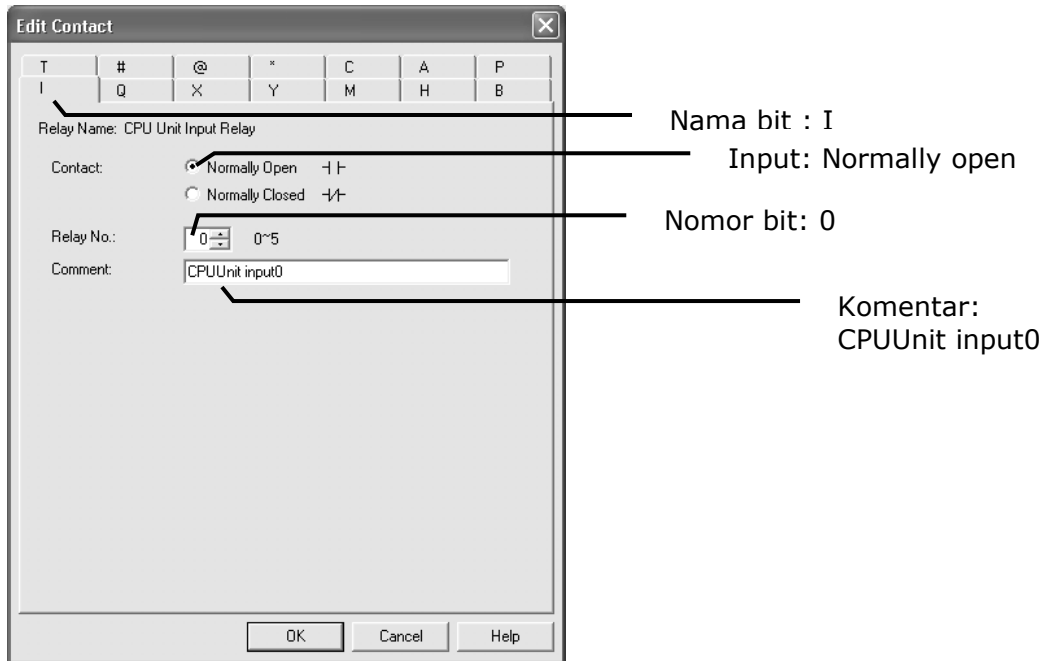 Edit Contact
T # @ * C A P
I Q X Y M H B
Relay Name: CPU Unit Input Relay
Contact: Normally Open
Normally Closed
Relay No.: 0 0~5
Comment: CPUUnit input0
OK Cancel Help
Nama bit : I
Input: Normally open
Nomor bit: 0
Komentar:
CPUUnit input0